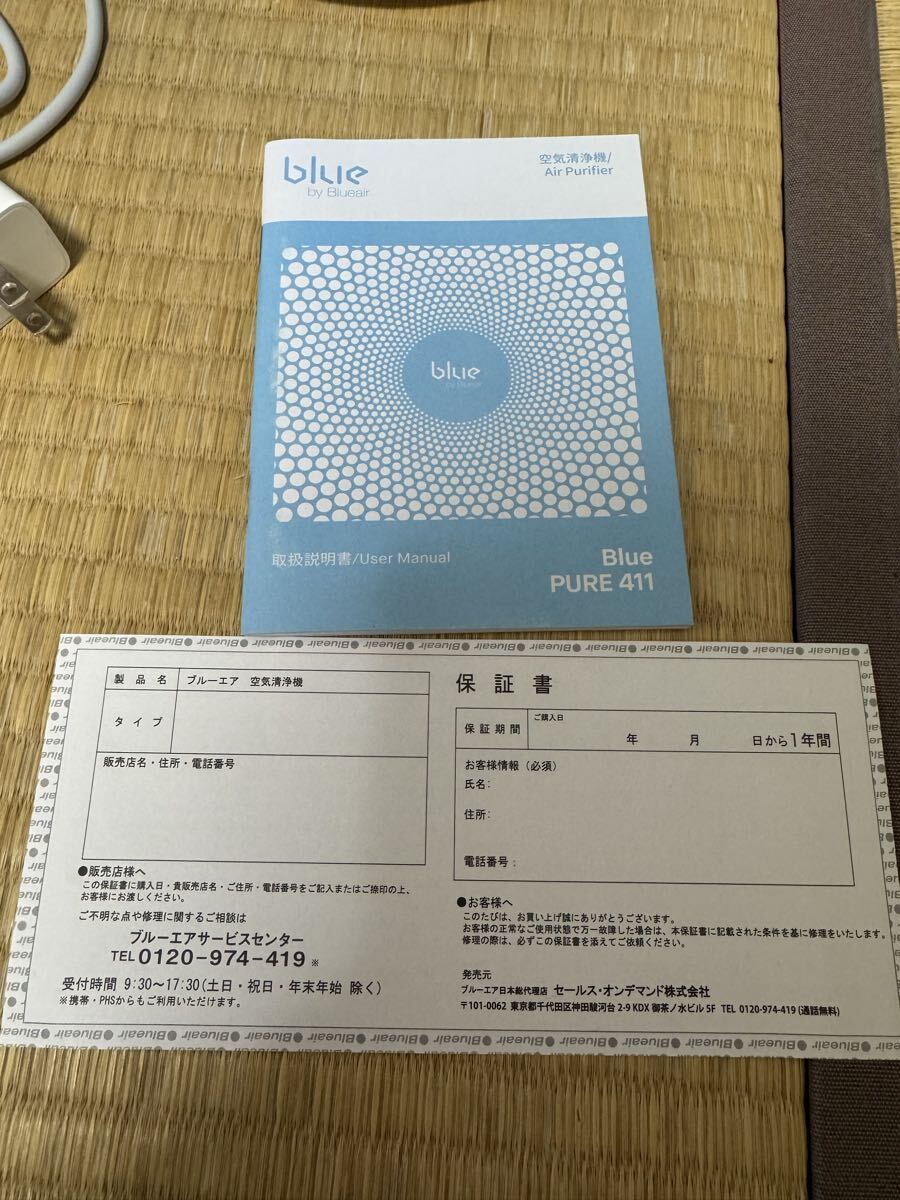 blue
by Blueair
空気清浄機/
Air Purifier
blue
by Blueair
取扱説明書/User Manual
Blue
PURE 411
製品名 ブルーエア 空気清浄機
タイプ
販売店名・住所・電話番号
●販売店様へ
この保証書に購入日・貴販売店名・ご住所・電話番号をご記入またはご捺印の上、
お客様にお渡しください。
ご不明な点や修理に関するご相談は
ブルーエアサービスセンター
TEL 0120-974-419 ※
受付時間 9:30〜17:30(土日・祝日・年末年始 除く)
※携帯・PHSからもご利用いただけます。
保証書
保証期間 ご購入日
年 月 日から1年間
お客様情報（必須）
氏名：
住所：
電話番号：
●お客様へ
このたびは、お買い上げ誠にありがとうございます。
お客様の正常なご使用状態で万一故障した場合は、本保証書に記載された条件を基に修理をいたします。
修理の際は、必ずこの保証書を添えてご依頼ください。
発売元
ブルーエア日本総代理店 セールス・オンデマンド株式会社
〒101-0062 東京都千代田区神田駿河台 2-9 KDX 御茶ノ水ビル 5F TEL 0120-974-419 (通話無料)